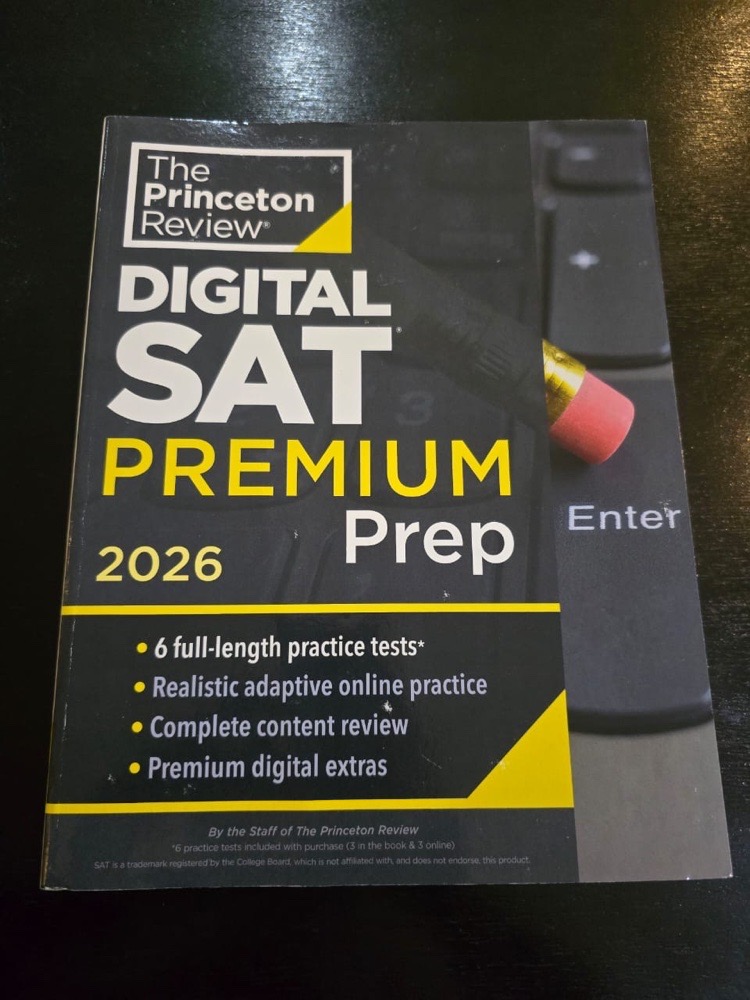 The
Princeton
Review®
DIGITAL
SAT®
PREMIUM
Prep
2026
Enter
• 6 full-length practice tests*
• Realistic adaptive online practice
• Complete content review
• Premium digital extras
By the Staff of The Princeton Review
*6 practice tests included with purchase (3 in the book & 3 online)
SAT is a trademark registered by the College Board, which is not affiliated with, and does not endorse, this product.
3
+